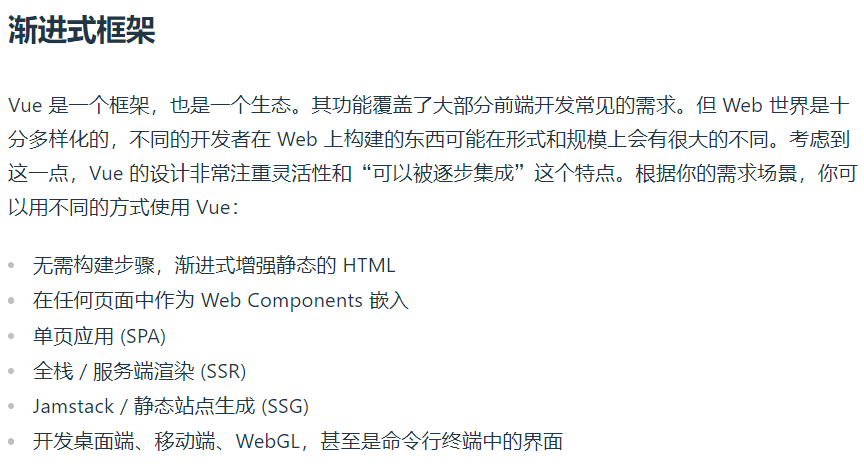 渐进式框架
Vue 是一个框架，也是一个生态。其功能覆盖了大部分前端开发常见的需求。但 Web 世界是十
分多样化的，不同的开发者在 Web 上构建的东西可能在形式和规模上会有很大的不同。考虑到
这一点，Vue 的设计非常注重灵活性和“可以被逐步集成”这个特点。根据你的需求场景，你可
以用不同的方式使用 Vue：
无需构建步骤，渐进式增强静态的 HTML
在任何页面中作为 Web Components 嵌入
单页应用 (SPA)
全栈 / 服务端渲染 (SSR)
Jamstack / 静态站点生成 (SSG)
开发桌面端、移动端、WebGL，甚至是命令行终端中的界面